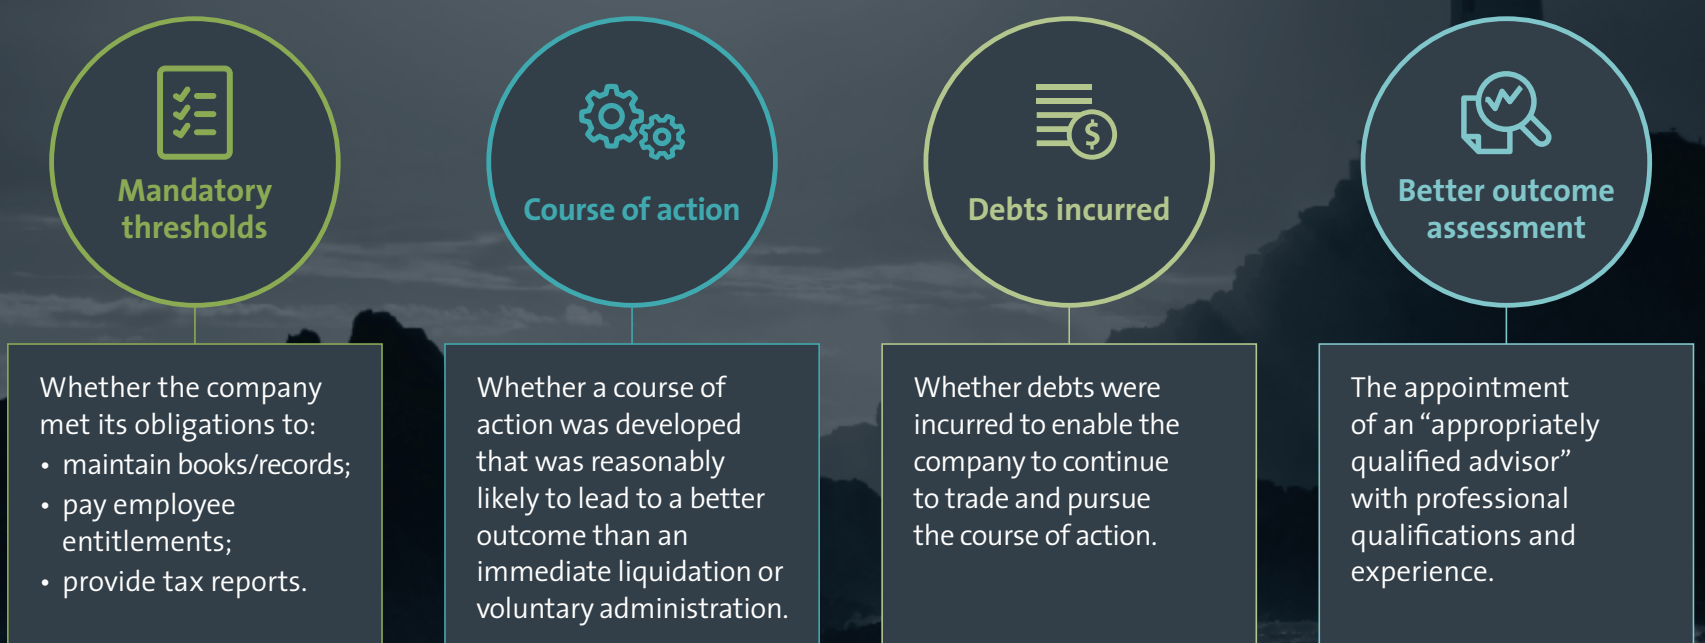 Mandatory
thresholds
Whether the company
met its obligations to:
• maintain books/records;
• pay employee
entitlements;
• provide tax reports.
Course of action
Whether a course of
action was developed
that was reasonably
likely to lead to a better
outcome than an
immediate liquidation or
voluntary administration.
$
Debts incurred
Whether debts were
incurred to enable the
company to continue
to trade and pursue
the course of action.
Better outcome
assessment
The appointment
of an “appropriately
qualified advisor”
with professional
qualifications and
experience.